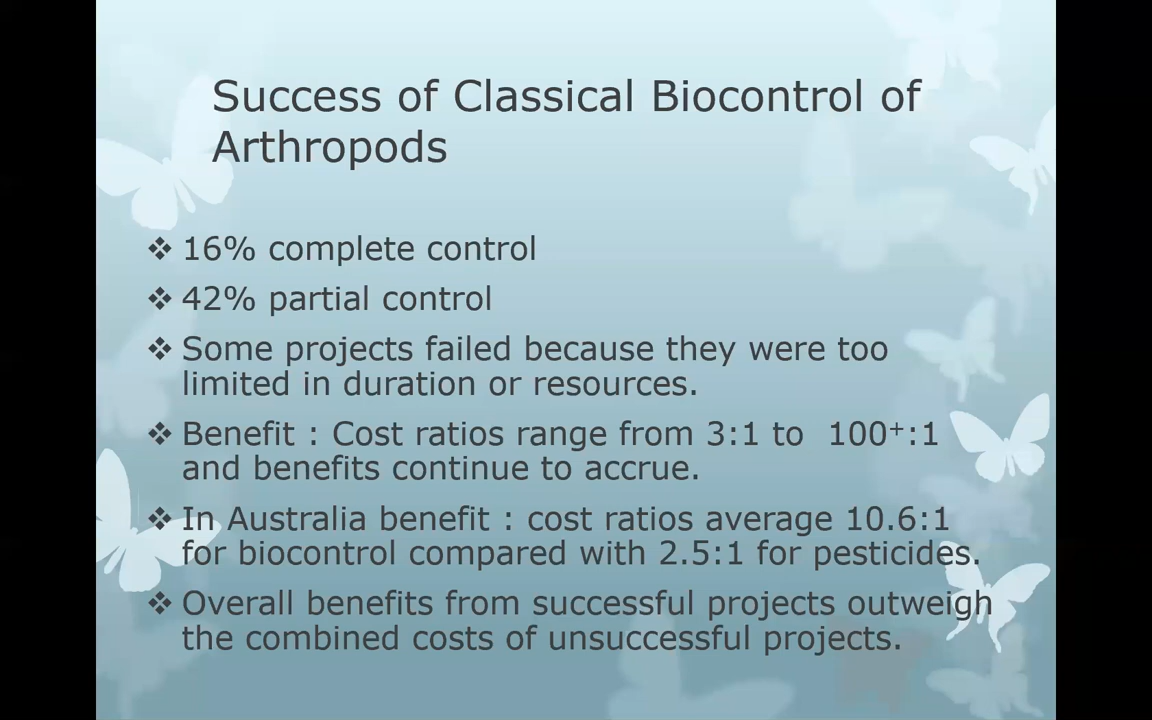 Success of Classical Biocontrol of
Arthropods
❖ 16% complete control
❖ 42% partial control
❖ Some projects failed because they were too
limited in duration or resources.
❖ Benefit : Cost ratios range from 3:1 to  100⁺:1
and benefits continue to accrue.
❖ In Australia benefit : cost ratios average 10.6:1
for biocontrol compared with 2.5:1 for pesticides.
❖ Overall benefits from successful projects outweigh
the combined costs of unsuccessful projects.